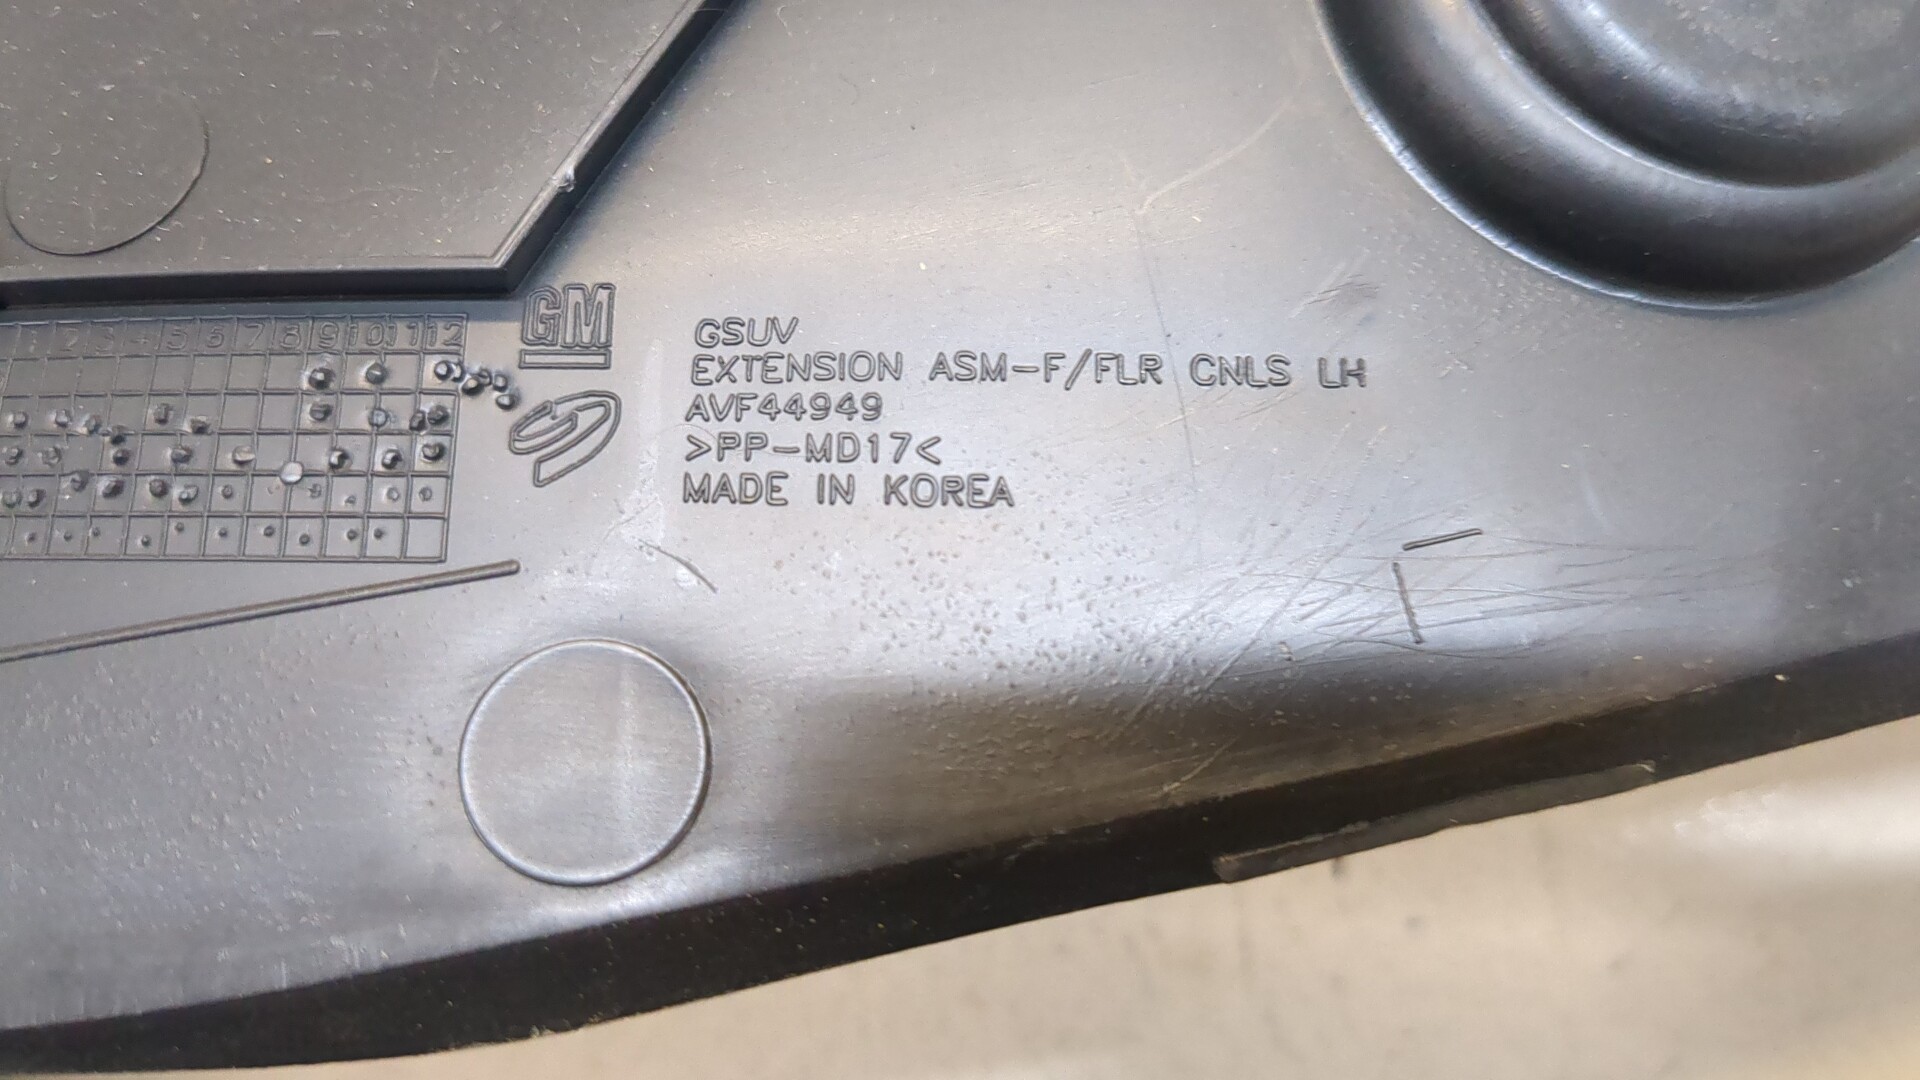 1 2 3 4 5 6 7 8 9 10 11 12
GM
GSUV
EXTENSION ASM-F/FLR CNLS LH
AVF44949
>PP-MD17<
MADE IN KOREA